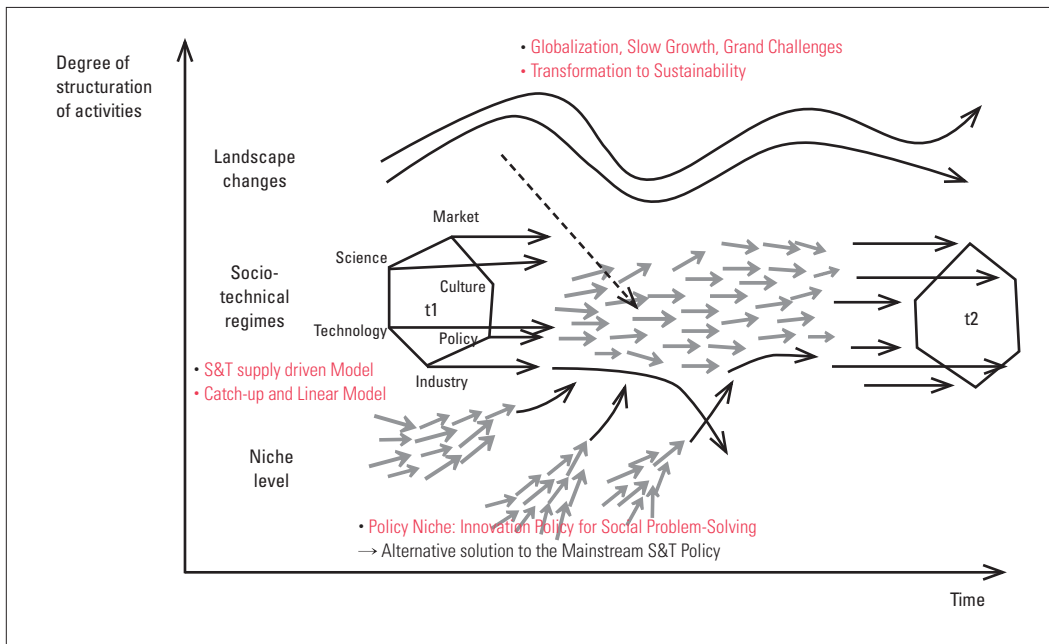 Degree of
structuration
of activities
• Globalization, Slow Growth, Grand Challenges
• Transformation to Sustainability
Landscape
changes
Market
Science
Culture
Socio-
technical
regimes
t1
t2
Technology
Policy
Industry
• S&T supply driven Model
• Catch-up and Linear Model
Niche
level
• Policy Niche: Innovation Policy for Social Problem-Solving
→ Alternative solution to the Mainstream S&T Policy
Time